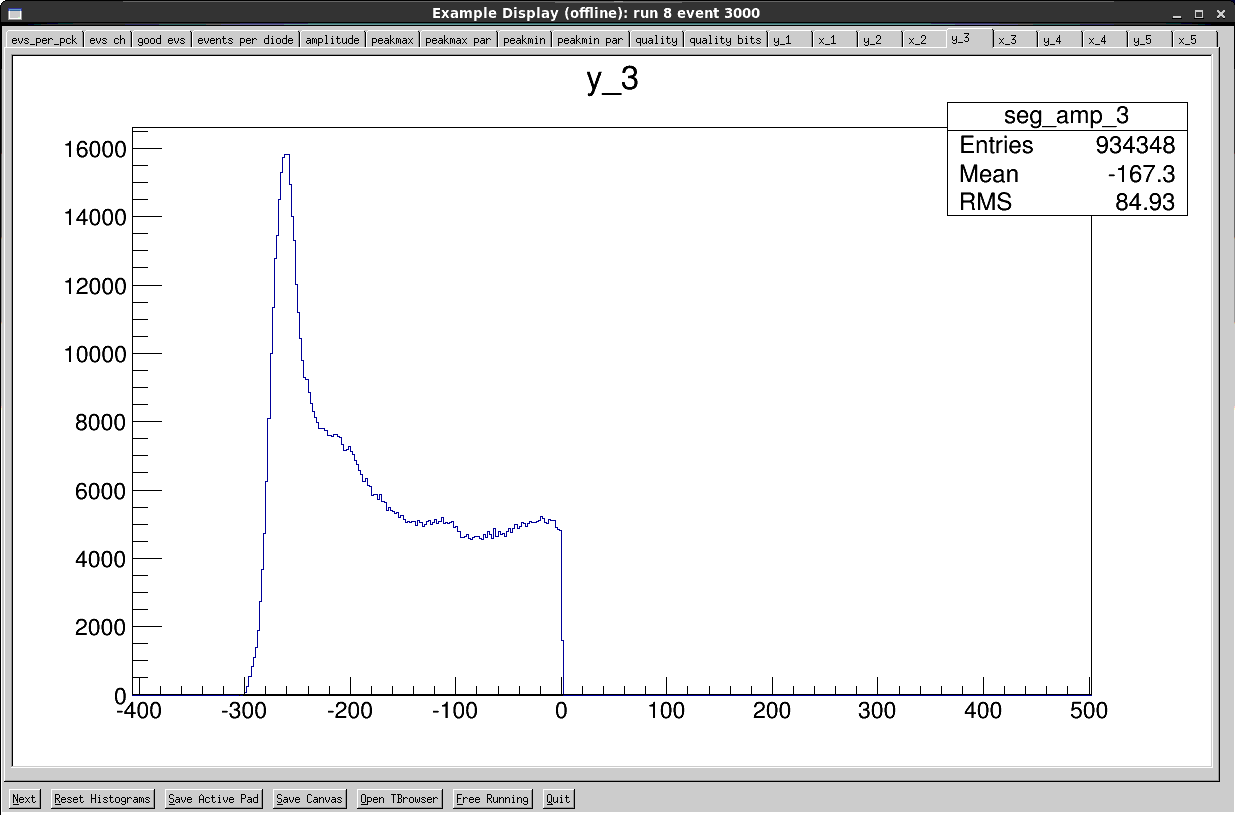 Example Display (offline): run 8 event 3000
evs_per_pck evs ch good evs events per diode amplitude peakmax peakmax par peakmin peakmin par quality quality bits y_1 x_1 y_2 x_2 y_3 x_3 y_4 x_4 y_5 x_5
y_3
seg_amp_3
Entries 934348
Mean -167.3
RMS 84.93
16000
14000
12000
10000
8000
6000
4000
2000
0
-400 -300 -200 -100 0 100 200 300 400 500
Next Reset Histograms Save Active Pad Save Canvas Open TBrowser Free Running Quit